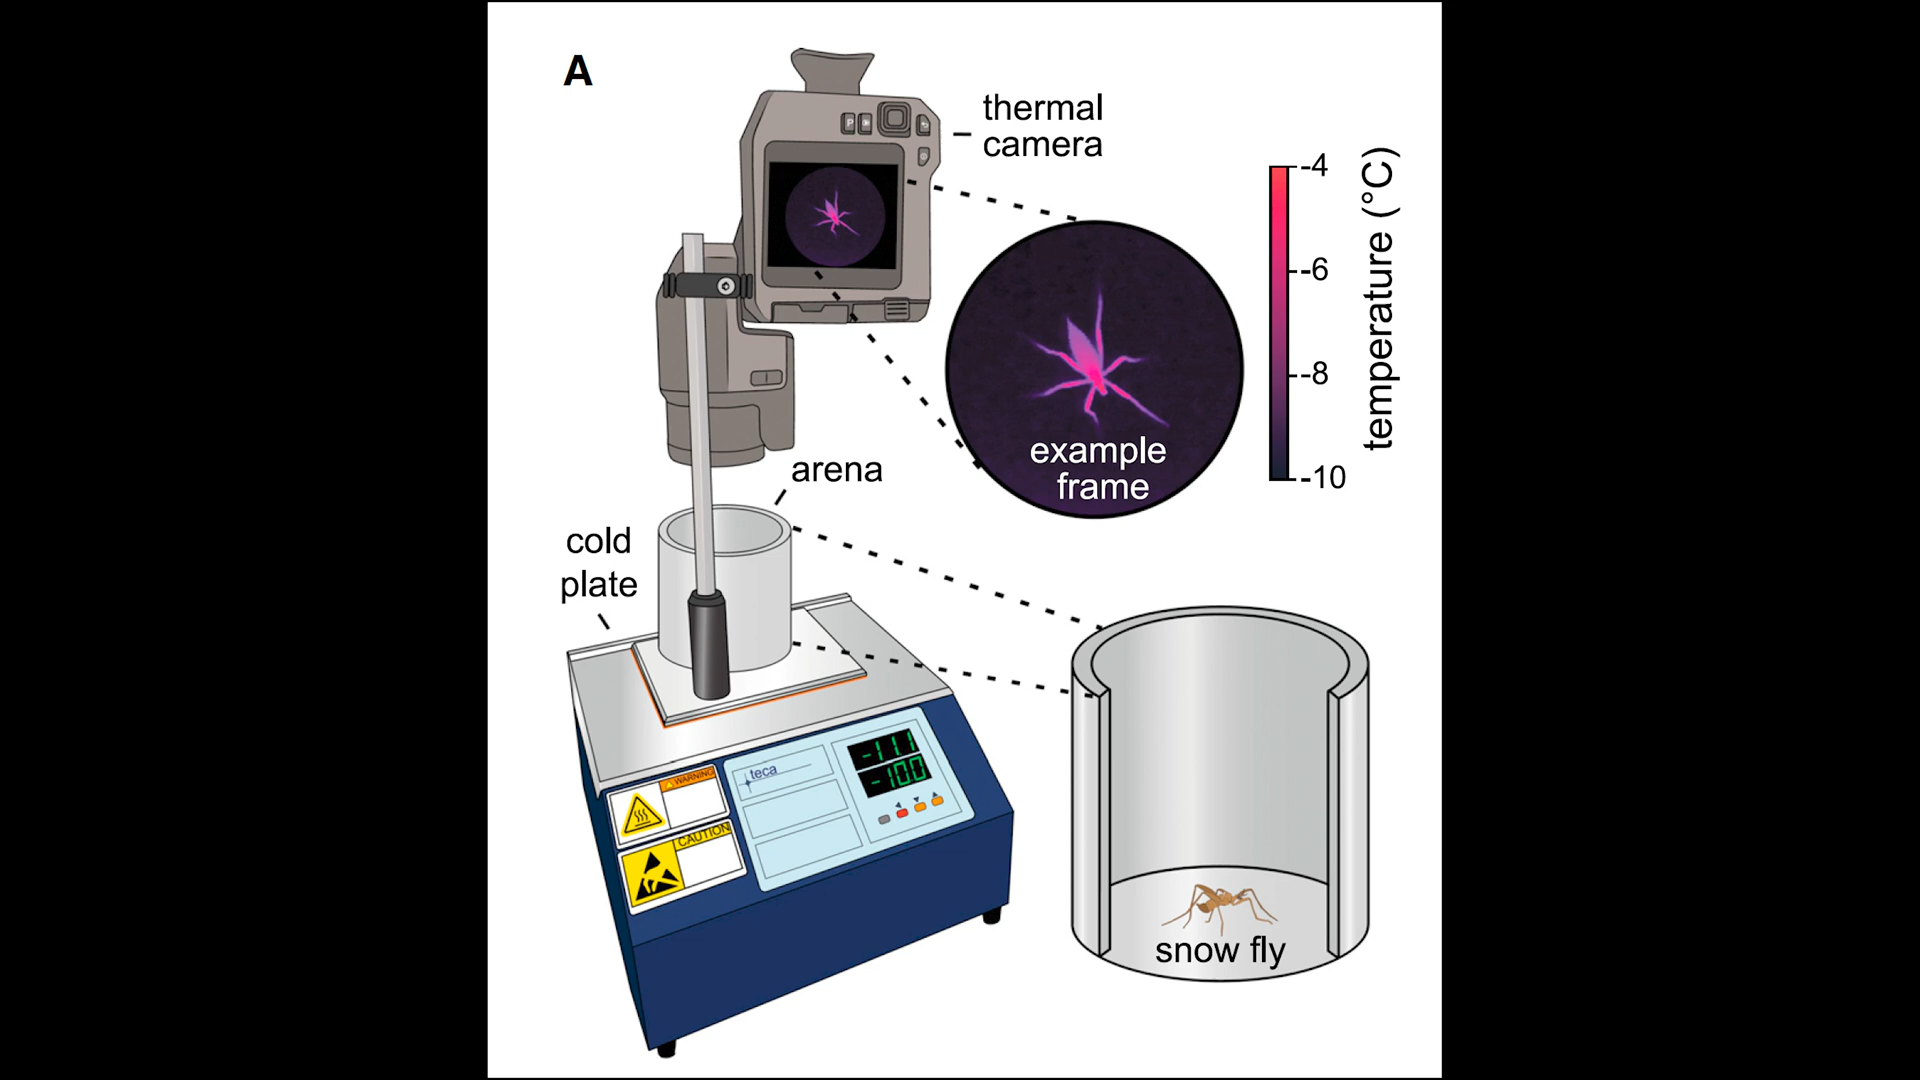 A
thermal
camera
-4
-6
-8
-10
temperature (°C)
P
example
frame
arena
cold
plate
WARNING
CAUTION
teca
-11.1
-10.0
snow fly